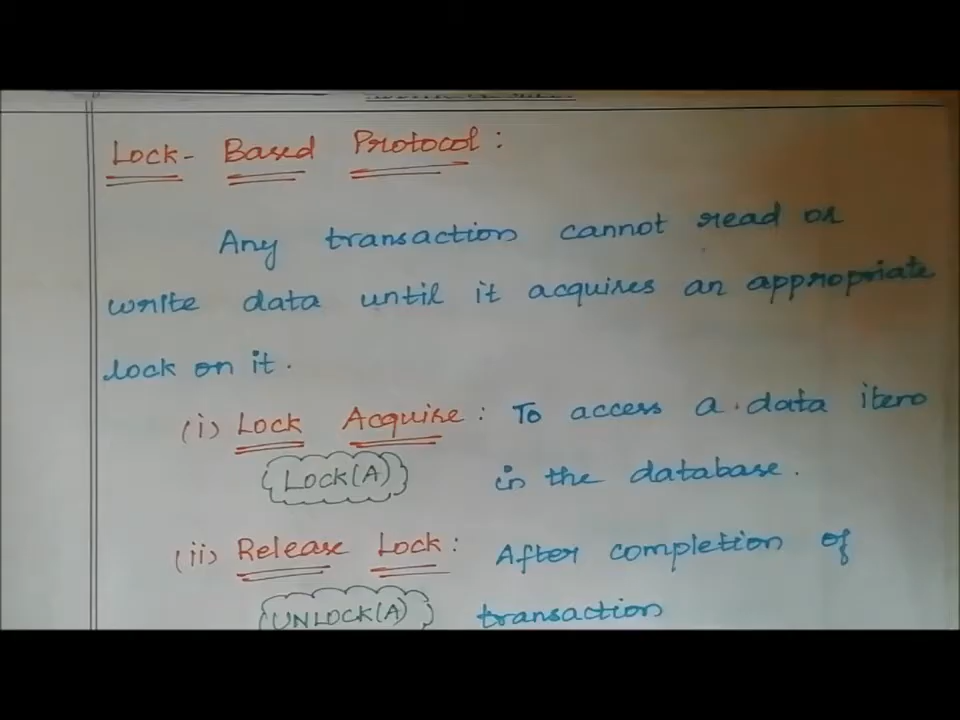 Lock-Based Protocol:
Any transaction cannot read or
write data until it acquires an appropriate
lock on it.
(i) Lock Acquire: To access a data item
Lock(A) in the database.
(ii) Release Lock: After completion of
UNLOCK(A) transaction